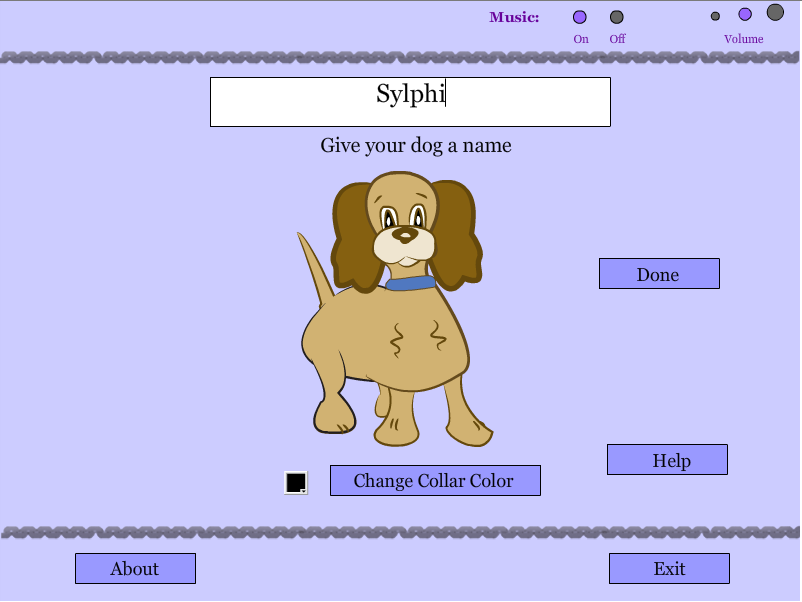 Music:
On Off Volume
Sylphi
Give your dog a name
Done
Help
Change Collar Color
About Exit